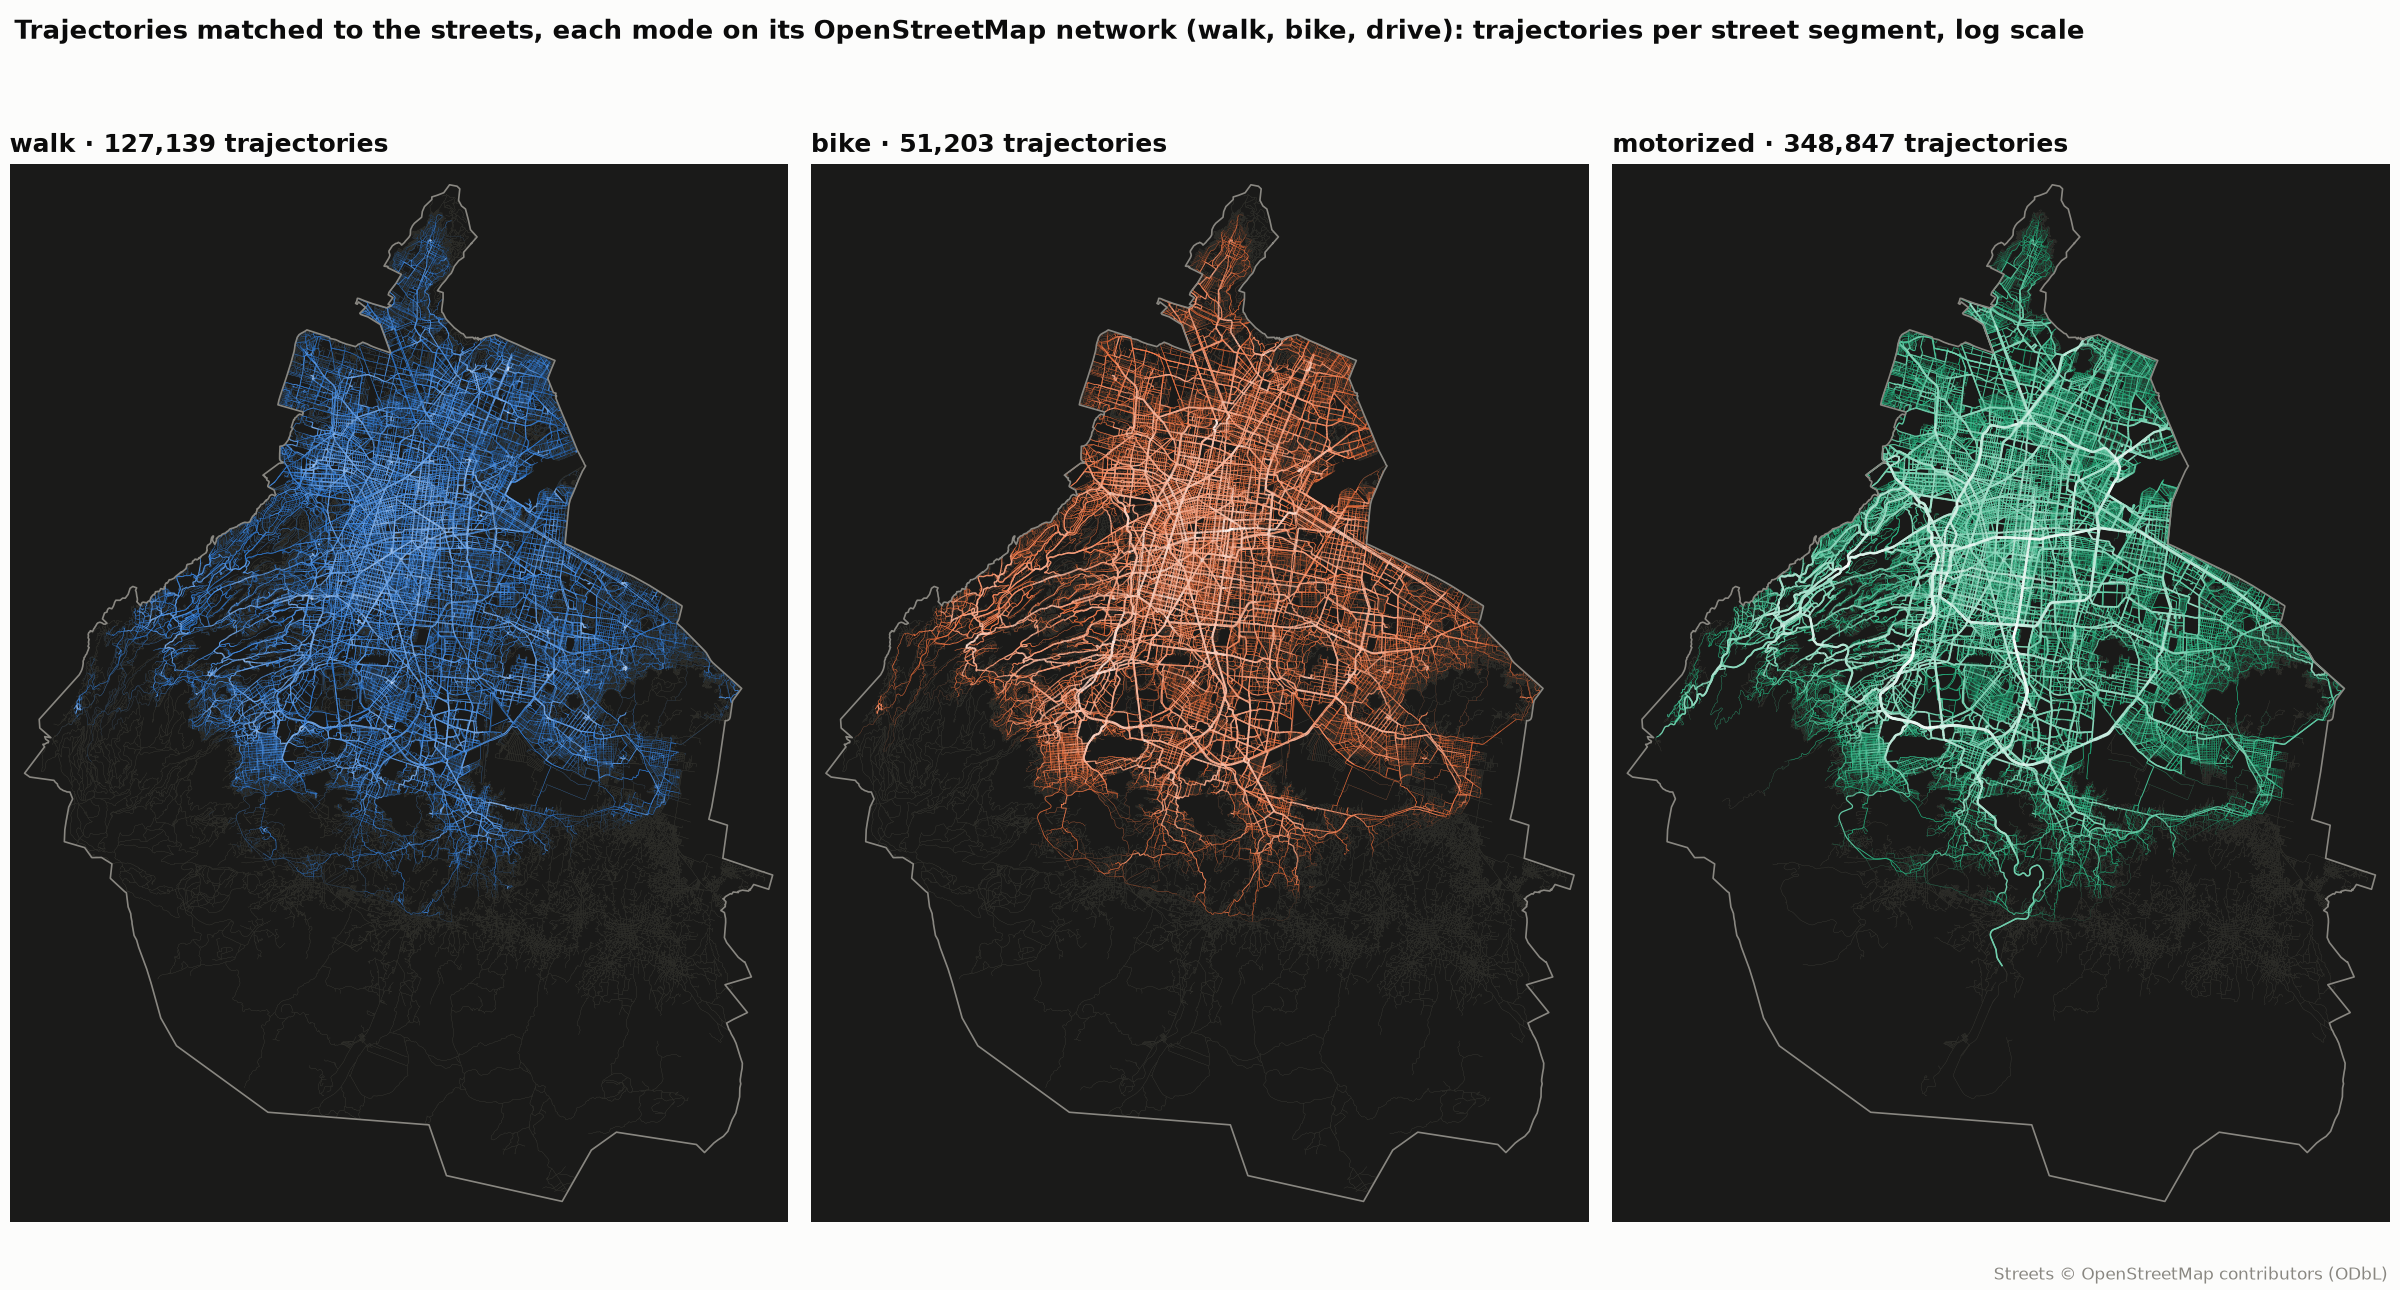 Trajectories matched to the streets, each mode on its OpenStreetMap network (walk, bike, drive): trajectories per street segment, log scale
walk · 127,139 trajectories
bike · 51,203 trajectories
motorized · 348,847 trajectories
Streets © OpenStreetMap contributors (ODbL)